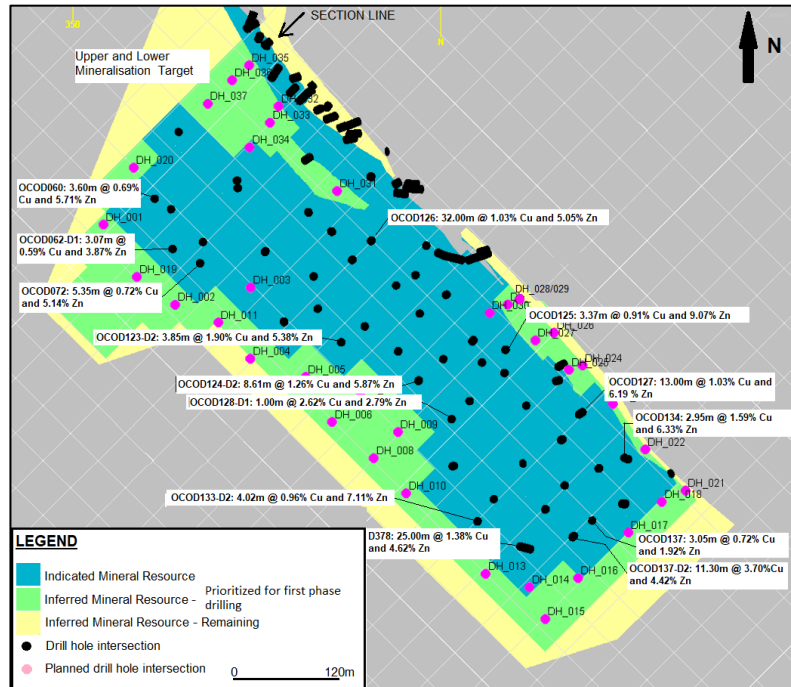 350
SECTION LINE
N
N
Upper and Lower
Mineralisation Target
DH_035
DH_036
DH_037
DH_033
DH_034
DH_020
DH_031
OCOD060: 3.60m @ 0.69%
Cu and 5.71% Zn
DH_001
OCOD126: 32.00m @ 1.03% Cu and 5.05% Zn
OCOD062-D1: 3.07m @
0.59% Cu and 3.87% Zn
DH_019
DH_003
OCOD072: 5.35m @ 0.72% Cu
and 5.14% Zn
DH_002
DH_011
DH_028/029
DH_030
OCOD125: 3.37m @ 0.91% Cu and 9.07% Zn
DH_026
DH_027
OCOD123-D2: 3.85m @ 1.90% Cu and 5.38% Zn
DH_004
DH_024
DH_025
DH_005
OCOD124-D2: 8.61m @ 1.26% Cu and 5.87% Zn
OCOD128-D1: 1.00m @ 2.62% Cu and 2.79% Zn
OCOD127: 13.00m @ 1.03% Cu and
6.19 % Zn
DH_006
DH_009
OCOD134: 2.95m @ 1.59% Cu
and 6.33% Zn
DH_022
DH_008
DH_010
DH_021
DH_018
OCOD133-D2: 4.02m @ 0.96% Cu and 7.11% Zn
DH_017
D378: 25.00m @ 1.38% Cu
and 4.62% Zn
OCOD137: 3.05m @ 0.72% Cu
and 1.92% Zn
OCOD137-D2: 11.30m @ 3.70%Cu
and 4.42% Zn
DH_013
DH_014
DH_016
DH_015
LEGEND
Indicated Mineral Resource
Inferred Mineral Resource - Prioritized for first phase
drilling
Inferred Mineral Resource - Remaining
Drill hole intersection
Planned drill hole intersection
0 120m